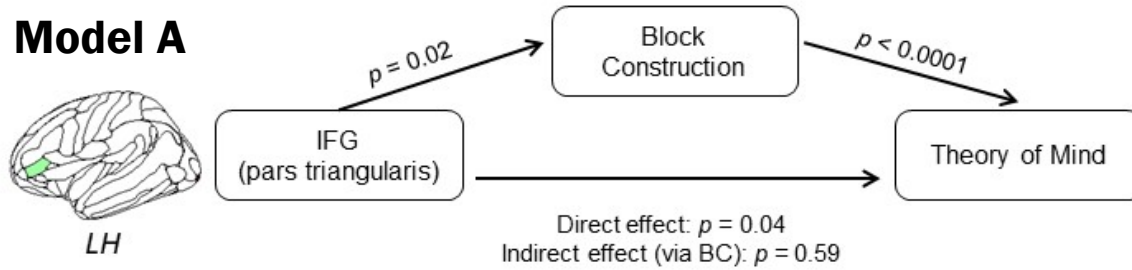 Model A
p = 0.02
Block
Construction
p < 0.0001
IFG
(pars triangularis)
Theory of Mind
LH
Direct effect: p = 0.04
Indirect effect (via BC): p = 0.59